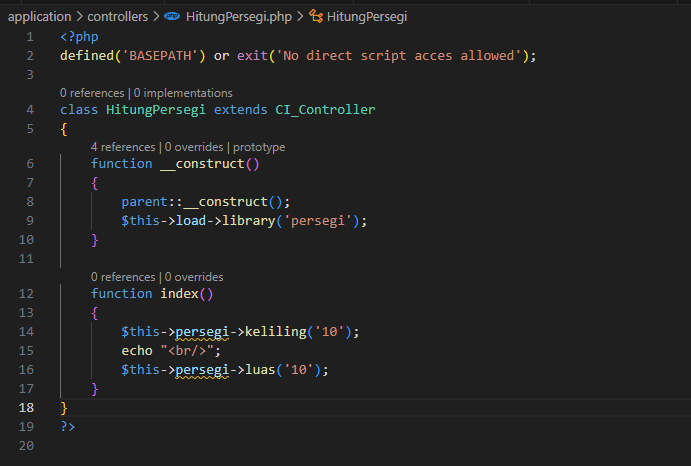 application > controllers > HitungPersegi.php > HitungPersegi
1 <?php
2 defined('BASEPATH') or exit('No direct script acces allowed');
3
0 references | 0 implementations
4 class HitungPersegi extends CI_Controller
5 {
4 references | 0 overrides | prototype
6     function __construct()
7     {
8         parent::__construct();
9         $this->load->library('persegi');
10     }
11
0 references | 0 overrides
12     function index()
13     {
14         $this->persegi->keliling('10');
15         echo "<br/>";
16         $this->persegi->luas('10');
17     }
18 }
19 ?>
20